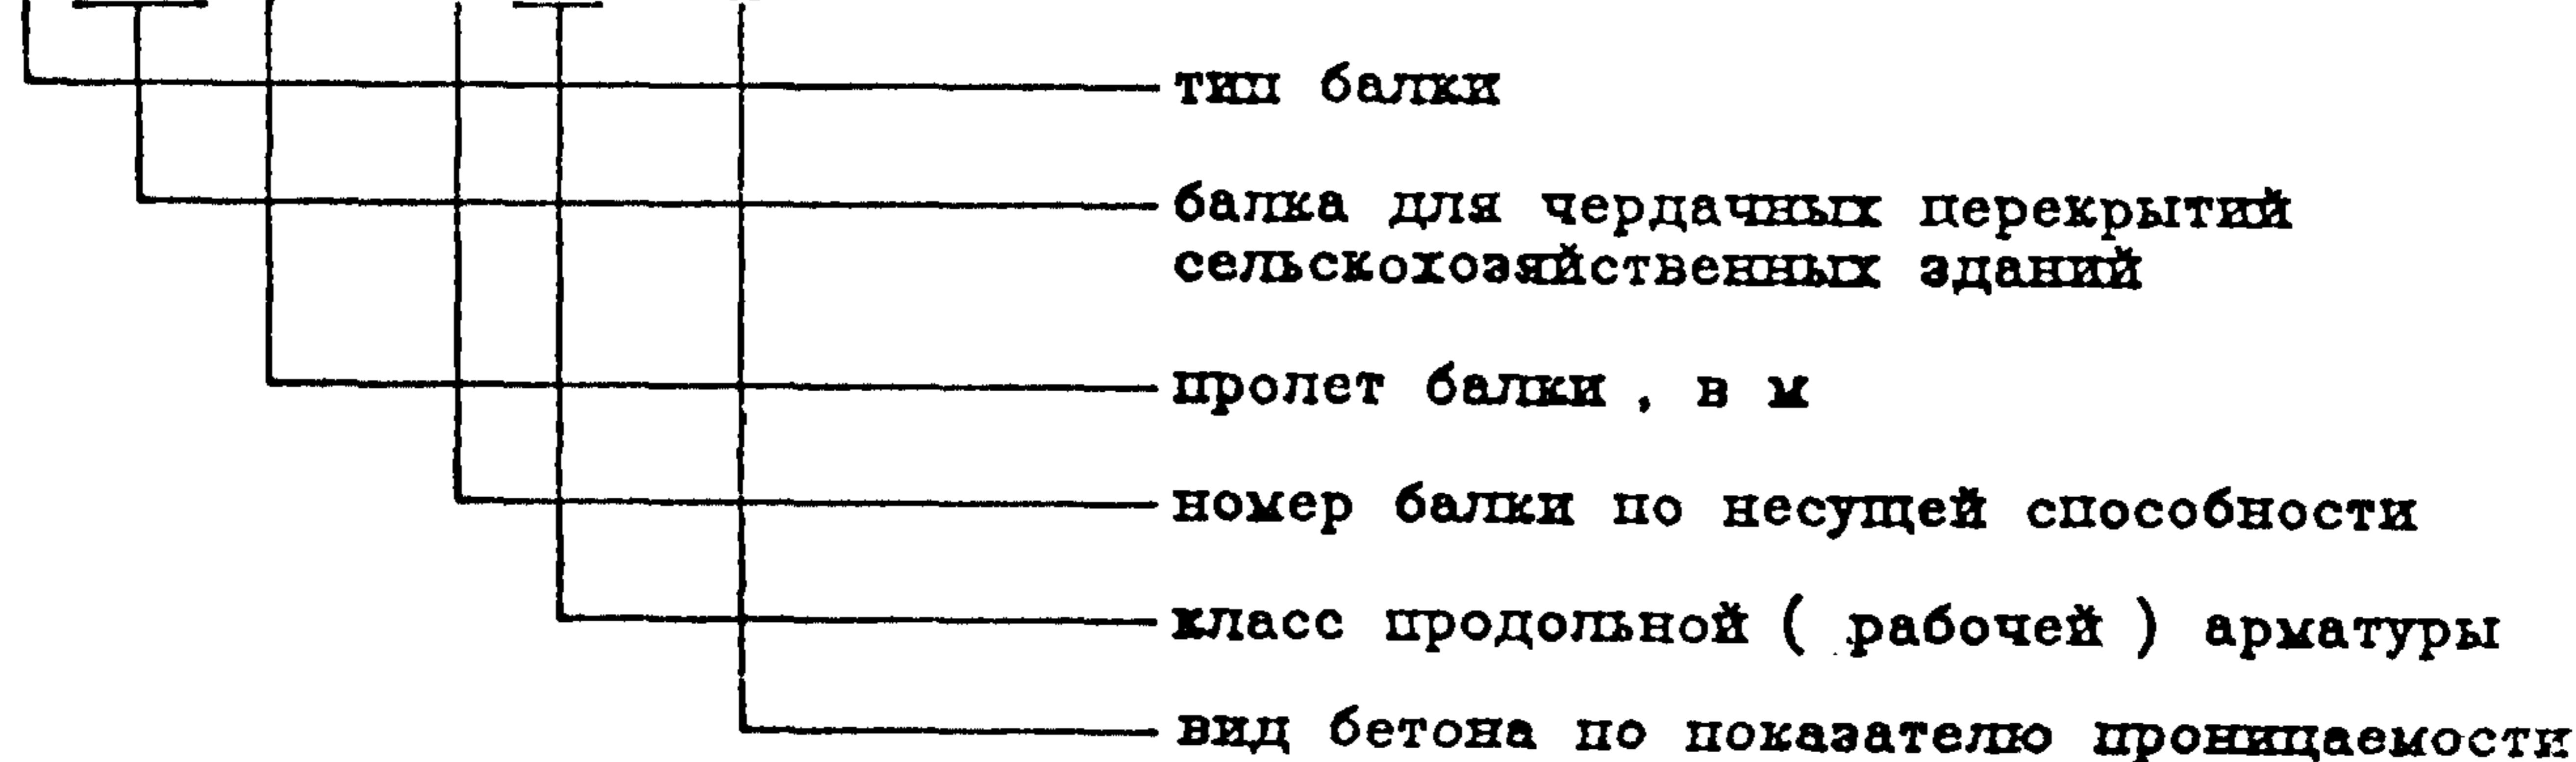 тип балки
балка для чердачных перекрытий
сельскохозяйственных зданий
пролет балки , в м
номер балки по несущей способности
класс продольной ( рабочей ) арматуры
вид бетона по показателю проницаемости